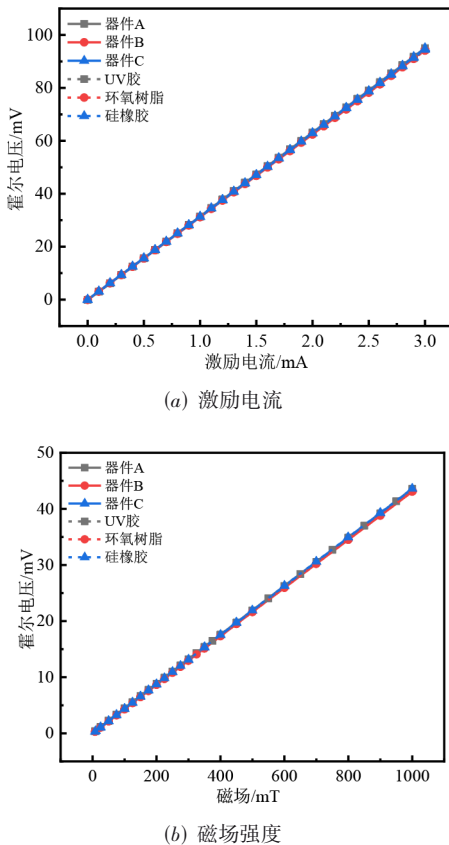 100
80
60
40
20
0
霍尔电压/mV
器件A
器件B
器件C
UV胶
环氧树脂
硅橡胶
0.0 0.5 1.0 1.5 2.0 2.5 3.0
激励电流/mA
(a) 激励电流
50
40
30
20
10
0
霍尔电压/mV
器件A
器件B
器件C
UV胶
环氧树脂
硅橡胶
0 200 400 600 800 1000
磁场/mT
(b) 磁场强度